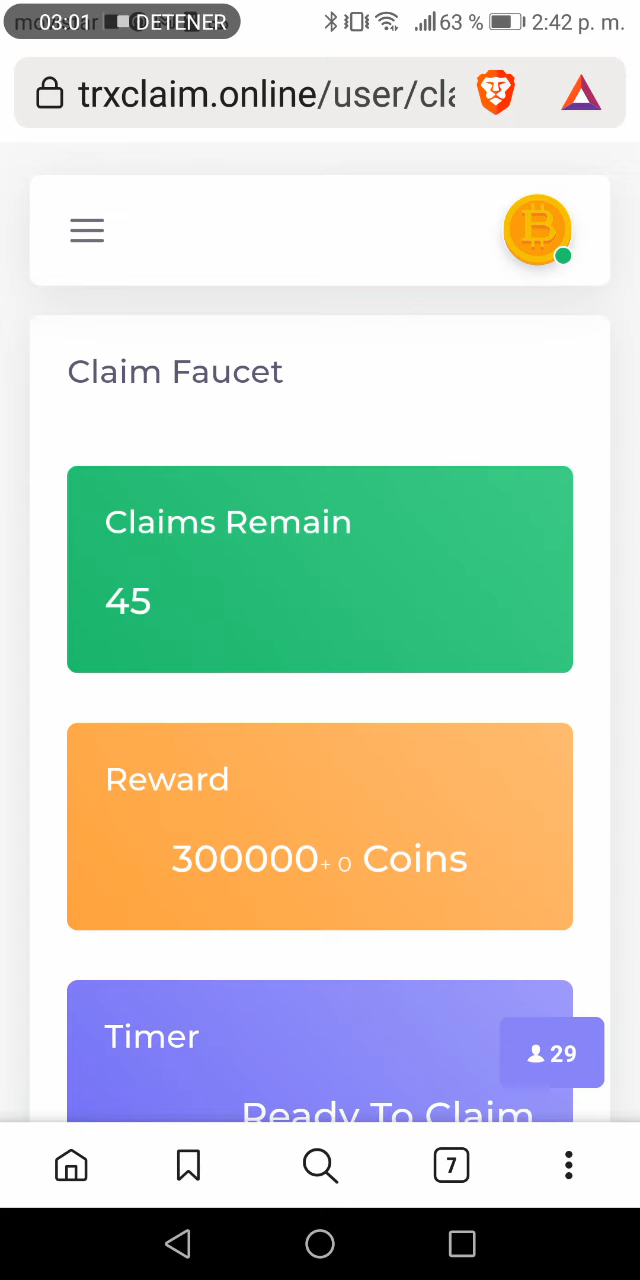 03:01 DETENER 63 % 2:42 p. m.
trxclaim.online/user/cla
Claim Faucet
Claims Remain
45
Reward
300000+ 0 Coins
Timer
29
Ready To Claim
7